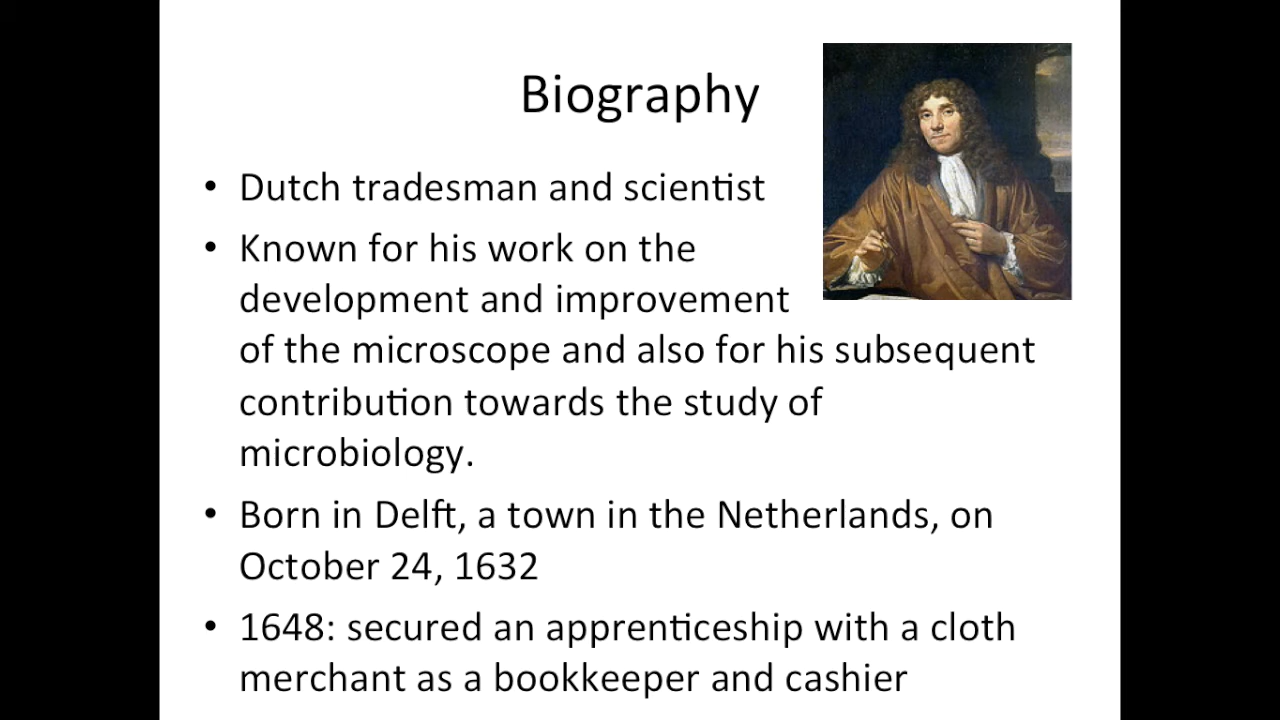 Biography
• Dutch tradesman and scientist
• Known for his work on the
development and improvement
of the microscope and also for his subsequent
contribution towards the study of
microbiology.
• Born in Delft, a town in the Netherlands, on
October 24, 1632
• 1648: secured an apprenticeship with a cloth
merchant as a bookkeeper and cashier